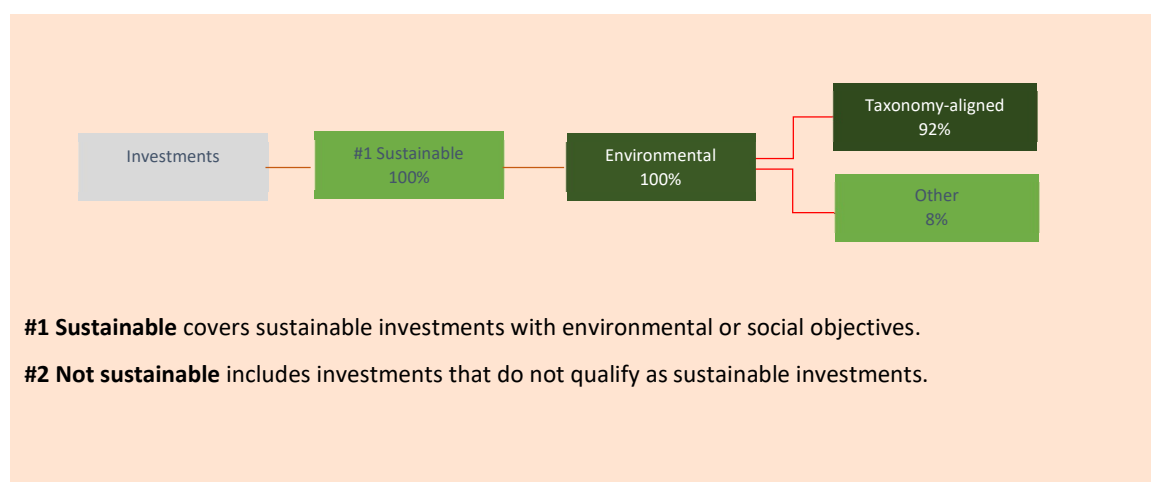 Investments
#1 Sustainable
100%
Environmental
100%
Taxonomy-aligned
92%
Other
8%
#1 Sustainable covers sustainable investments with environmental or social objectives.
#2 Not sustainable includes investments that do not qualify as sustainable investments.